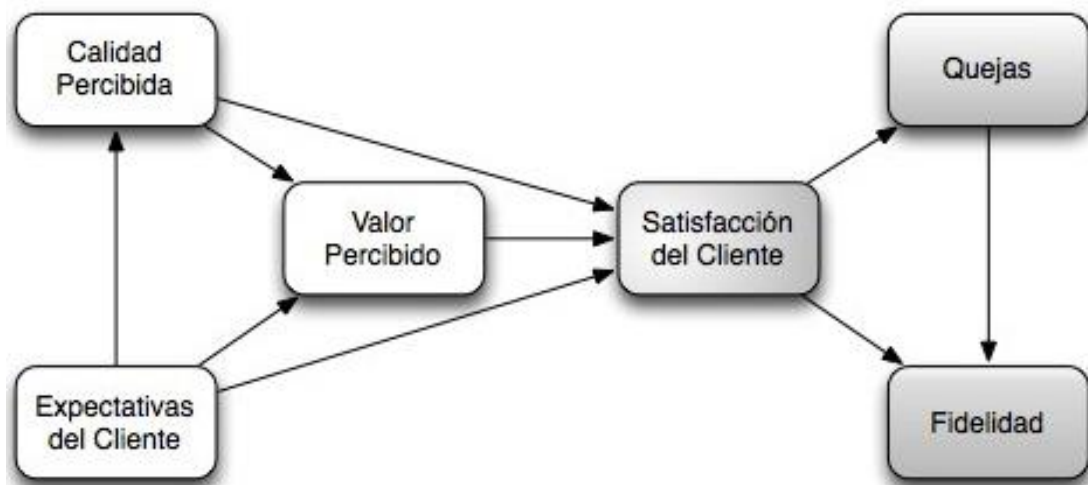 Calidad
Percibida
Quejas
Valor
Percibido
Satisfacción
del Cliente
Expectativas
del Cliente
Fidelidad